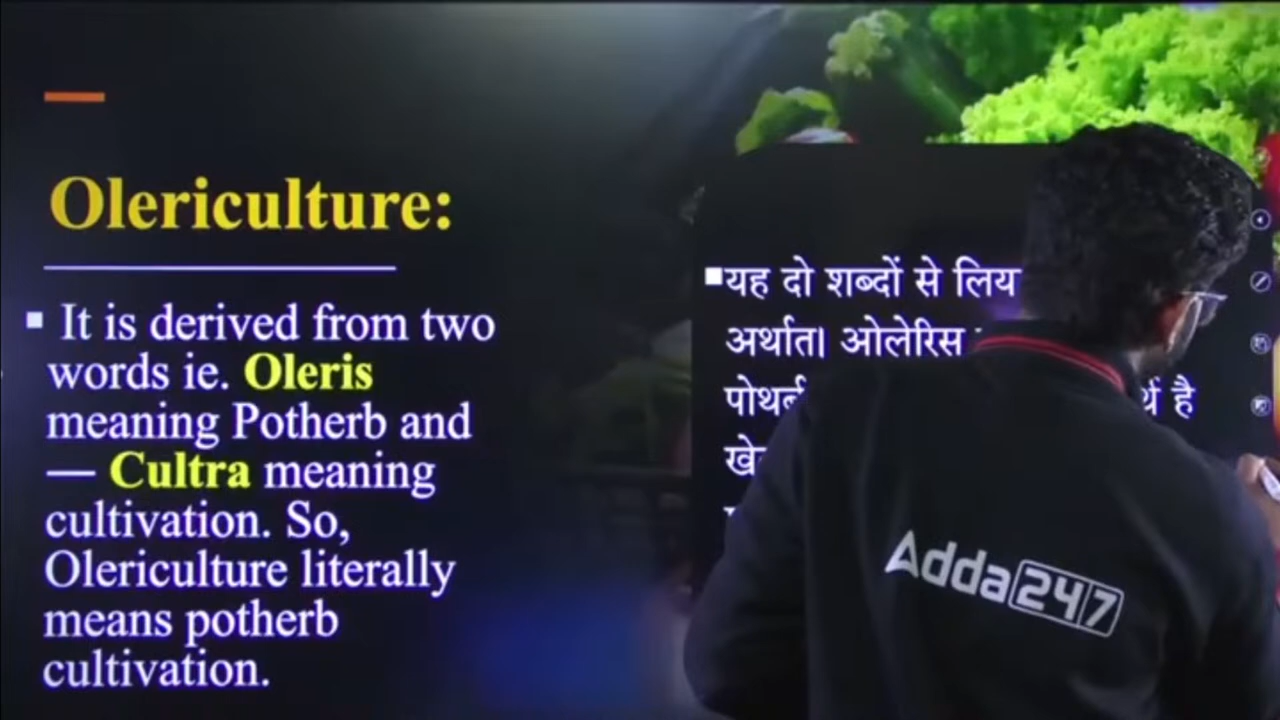 Olericulture:
▪ It is derived from two
words ie. Oleris
meaning Potherb and
— Cultra meaning
cultivation. So,
Olericulture literally
means potherb
cultivation.
▪यह दो शब्दों से
अर्थात। ओलेरिस
है
Adda247